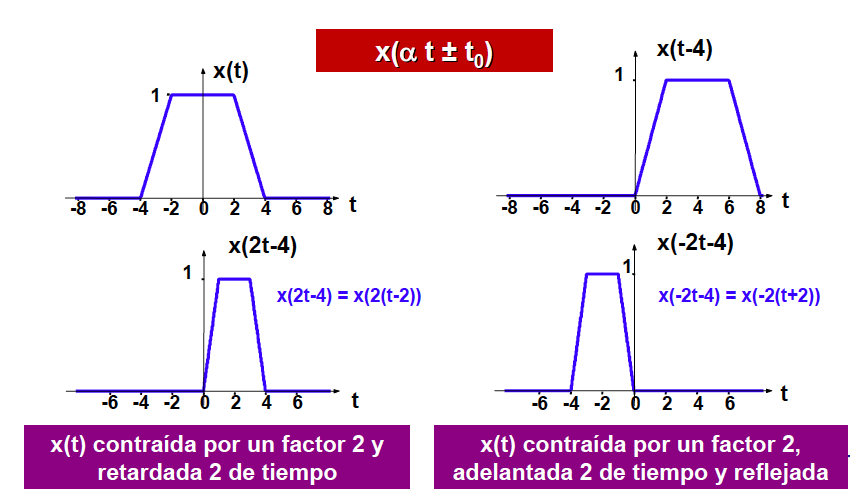 x(α t ± t₀)
x(t)
1
-8 -6 -4 -2 0 2 4 6 8 t
x(t-4)
1
-8 -6 -4 -2 0 2 4 6 8 t
x(2t-4)
1
x(2t-4) = x(2(t-2))
-6 -4 -2 0 2 4 6 t
x(-2t-4)
1
x(-2t-4) = x(-2(t+2))
-6 -4 -2 0 2 4 6 t
x(t) contraída por un factor 2 y
retardada 2 de tiempo
x(t) contraída por un factor 2,
adelantada 2 de tiempo y reflejada